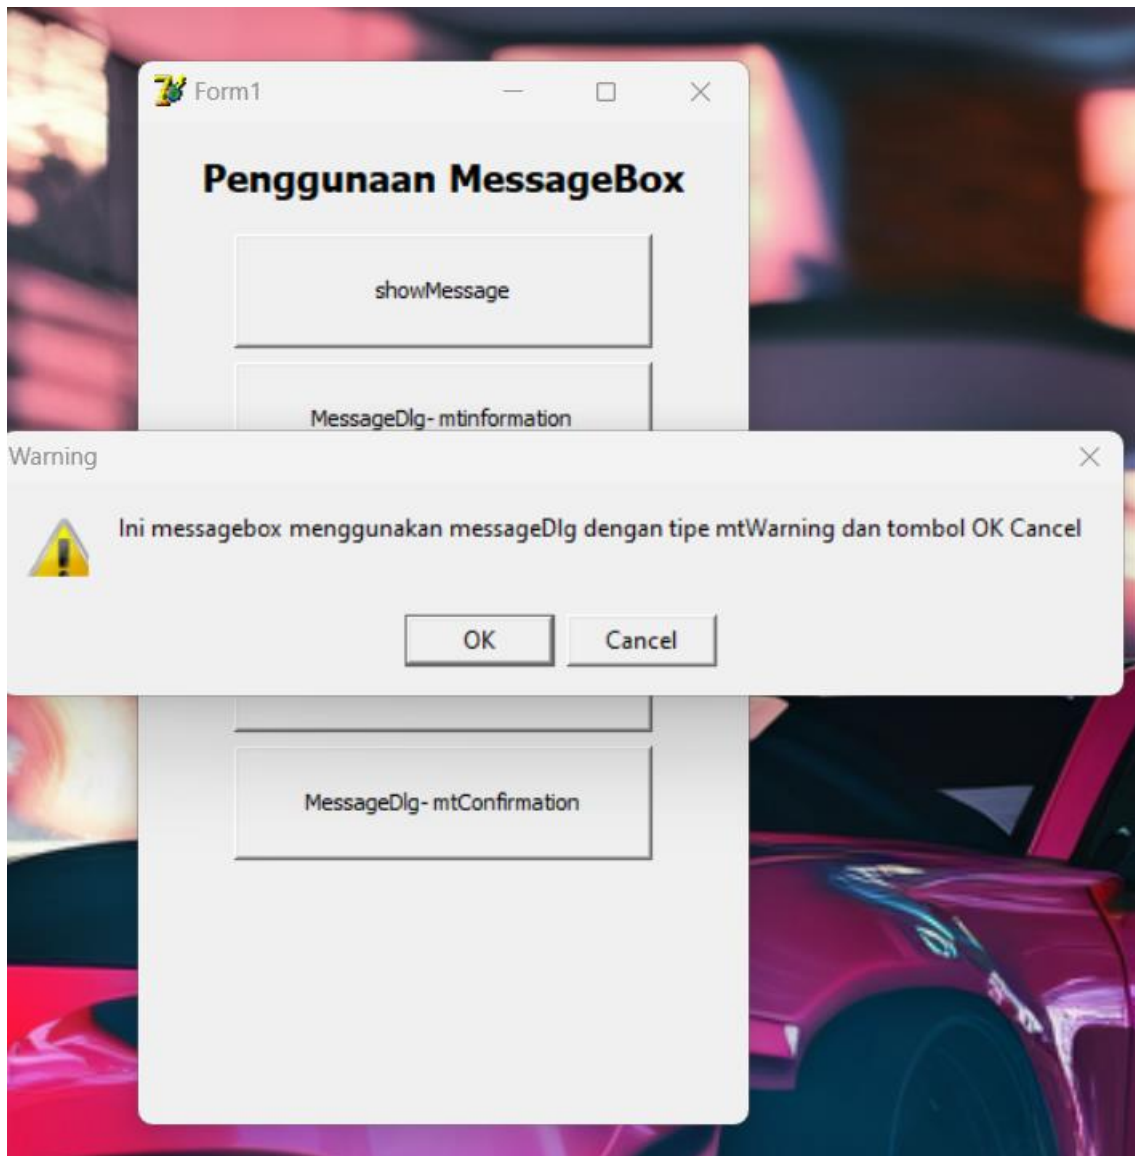 Form1
Penggunaan MessageBox
showMessage
MessageDlg- mtinformation
Warning
Ini messagebox menggunakan messageDlg dengan tipe mtWarning dan tombol OK Cancel
OK
Cancel
MessageDlg- mtConfirmation